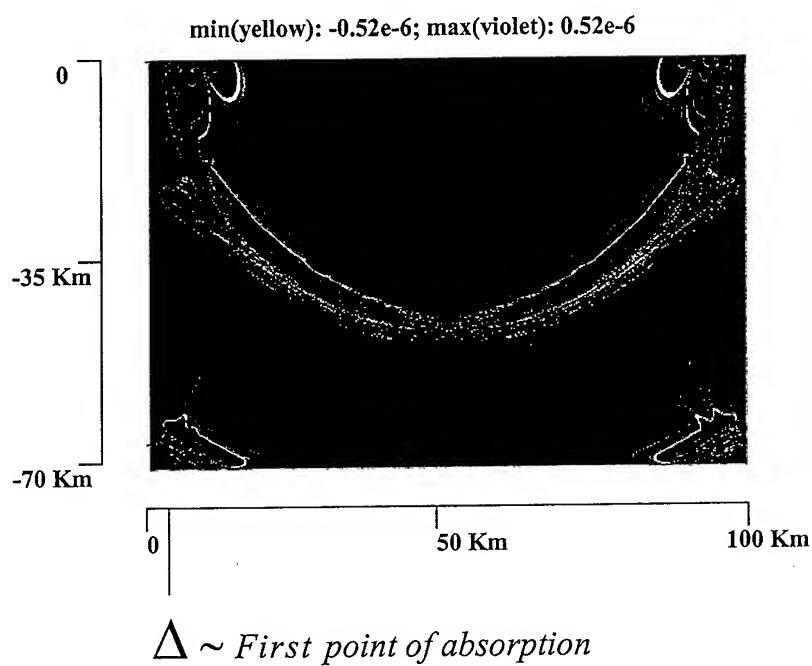 min(yellow): -0.52e-6; max(violet): 0.52e-6
0
-35 Km
-70 Km
0 50 Km 100 Km
Δ ~ First point of absorption